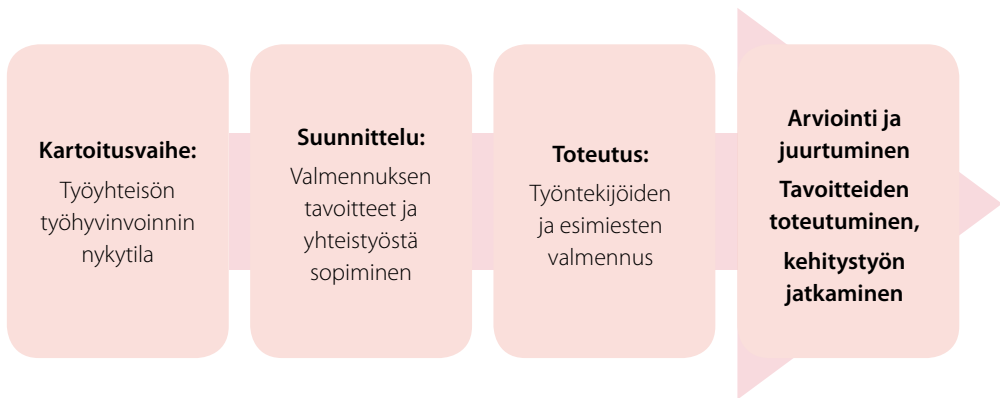 Kartoitusvaihe:
Työyhteisön
työhyvinvoinnin
nykytila
Suunnittelu:
Valmennuksen
tavoitteet ja
yhteistyöstä
sopiminen
Toteutus:
Työntekijöiden
ja esimiesten
valmennus
Arviointi ja
juurtuminen
Tavoitteiden
toteutuminen,
kehitystyön
jatkaminen